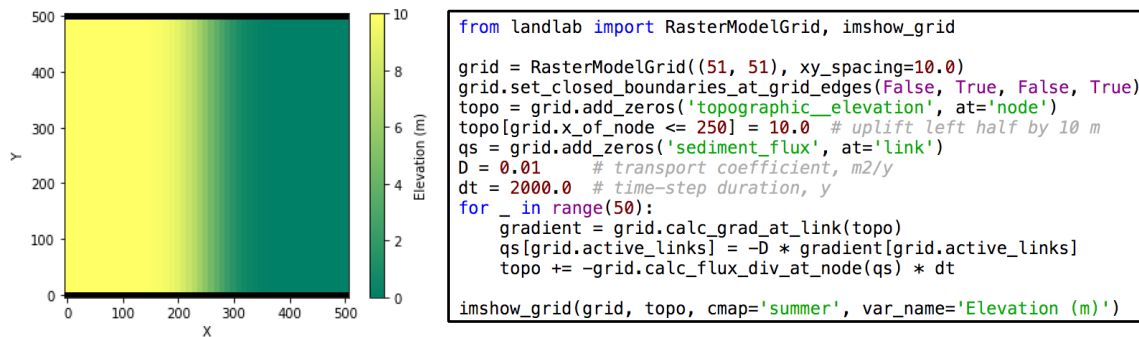 500
400
300
200
100
0
Y
0 100 200 300 400 500
X
10
8
6
4
2
0
Elevation (m)
from landlab import RasterModelGrid, imshow_grid
grid = RasterModelGrid((51, 51), xy_spacing=10.0)
grid.set_closed_boundaries_at_grid_edges(False, True, False, True)
topo = grid.add_zeros('topographic__elevation', at='node')
topo[grid.x_of_node <= 250] = 10.0  # uplift left half by 10 m
qs = grid.add_zeros('sediment_flux', at='link')
D = 0.01      # transport coefficient, m2/y
dt = 2000.0  # time-step duration, y
for _ in range(50):
    gradient = grid.calc_grad_at_link(topo)
    qs[grid.active_links] = -D * gradient[grid.active_links]
    topo += -grid.calc_flux_div_at_node(qs) * dt
imshow_grid(grid, topo, cmap='summer', var_name='Elevation (m)')